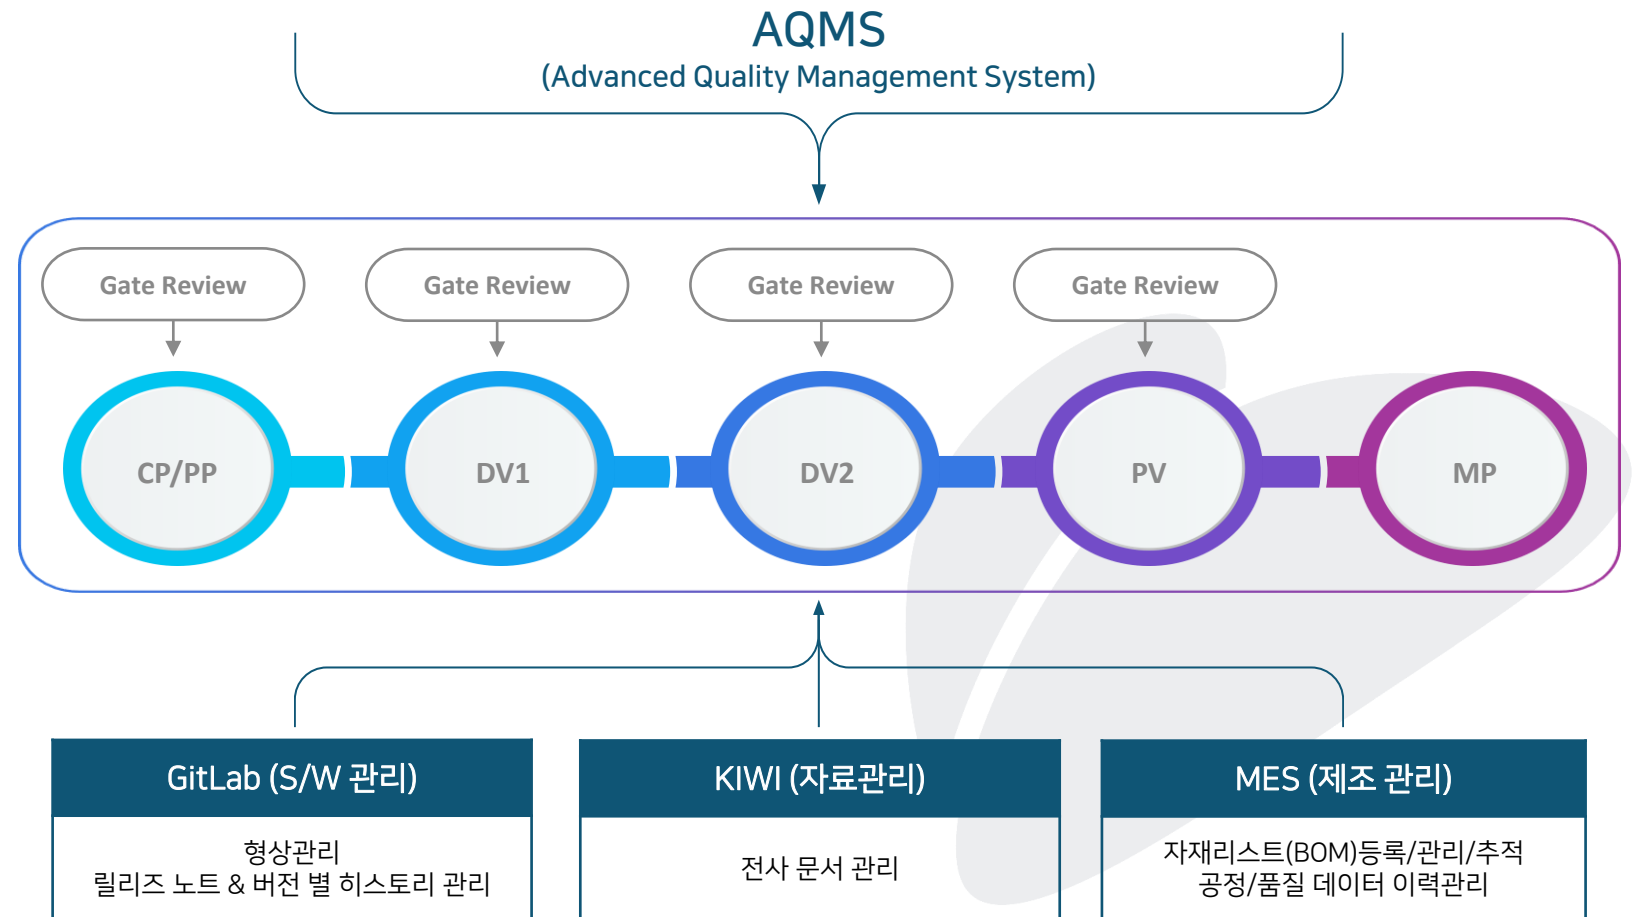 AQMS
(Advanced Quality Management System)
Gate Review
Gate Review
Gate Review
Gate Review
CP/PP
DV1
DV2
PV
MP
GitLab (S/W 관리)
형상관리
릴리즈 노트 & 버전 별 히스토리 관리
KIWI (자료관리)
전사 문서 관리
MES (제조 관리)
자재리스트(BOM)등록/관리/추적
공정/품질 데이터 이력관리